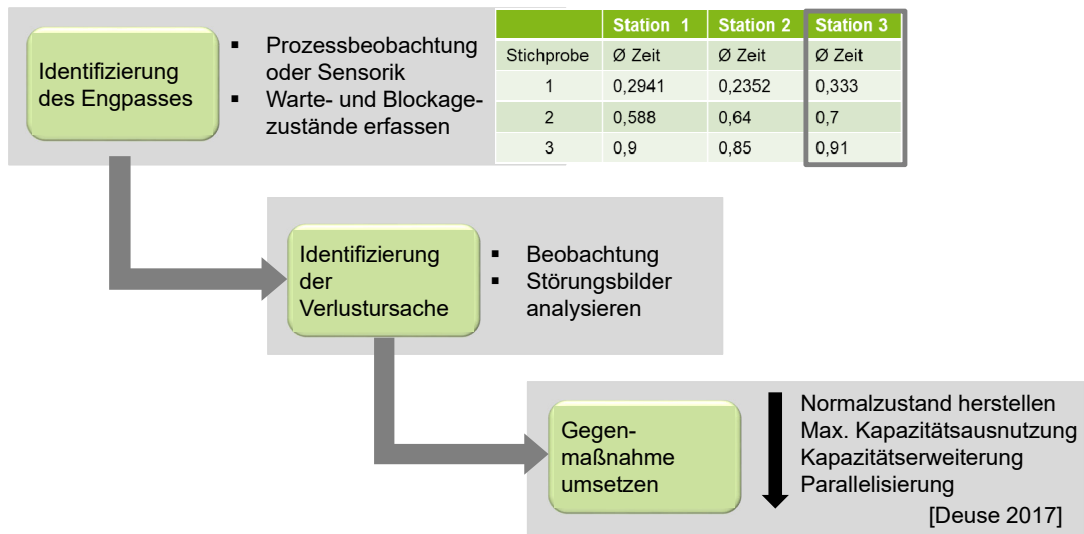 Identifizierung
des Engpasses
▪ Prozessbeobachtung
oder Sensorik
▪ Warte- und Blockage-
zustände erfassen
Station 1 Station 2 Station 3
Stichprobe Ø Zeit Ø Zeit Ø Zeit
1 0,2941 0,2352 0,333
2 0,588 0,64 0,7
3 0,9 0,85 0,91
Identifizierung
der
Verlustursache
▪ Beobachtung
▪ Störungsbilder
analysieren
Gegen-
maßnahme
umsetzen
Normalzustand herstellen
Max. Kapazitätsausnutzung
Kapazitätserweiterung
Parallelisierung
[Deuse 2017]